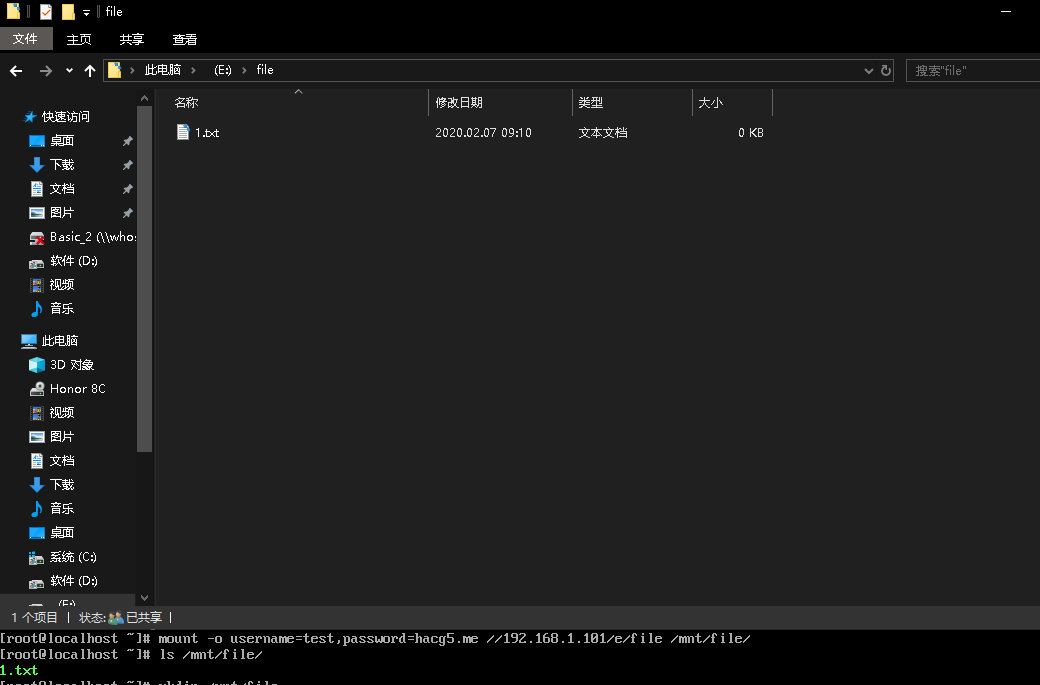 file
文件 主页 共享 查看
此电脑 (E:) file 搜索"file"
名称 修改日期 类型 大小
1.txt 2020.02.07 09:10 文本文档 0 KB
快速访问
桌面
下载
文档
图片
Basic_2 (\\who:
软件 (D:)
视频
音乐
此电脑
3D 对象
Honor 8C
视频
图片
文档
下载
音乐
桌面
系统 (C:)
软件 (D:)
(E:)
1 个项目 状态: 已共享
[root@localhost ~]# mount -o username=test,password=hacg5.me //192.168.1.101/e/file /mnt/file/
[root@localhost ~]# ls /mnt/file/
1.txt
[root@localhost ~]# mkdir /mnt/file